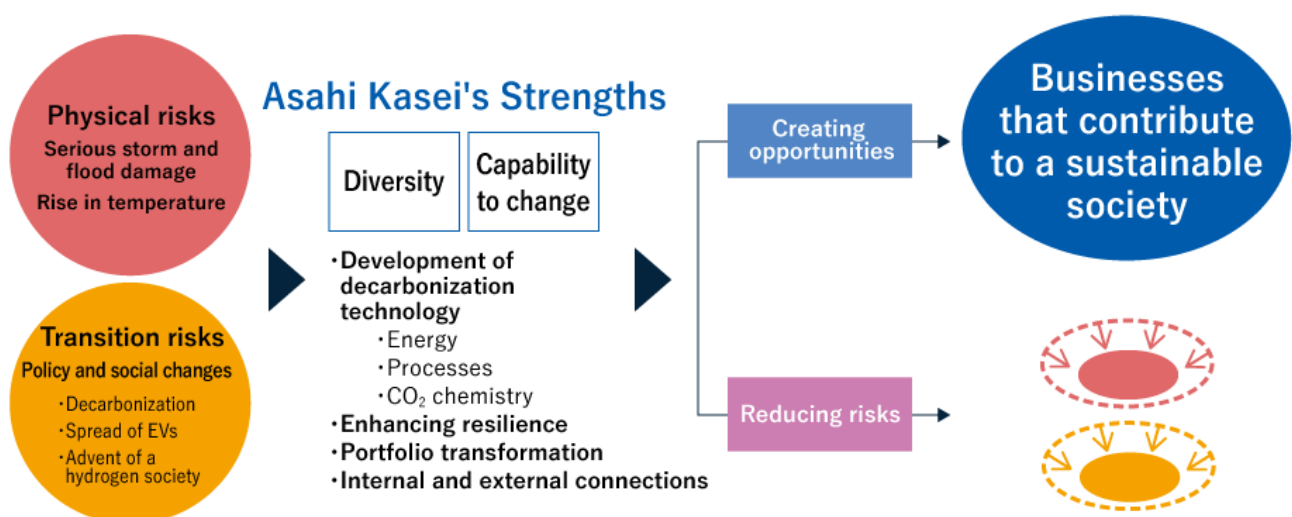 Physical risks
Serious storm and
flood damage
Rise in temperature
Transition risks
Policy and social changes
・Decarbonization
・Spread of EVs
・Advent of a
hydrogen society
Asahi Kasei's Strengths
Diversity
Capability
to change
・Development of
decarbonization
technology
・Energy
・Processes
・CO₂ chemistry
・Enhancing resilience
・Portfolio transformation
・Internal and external connections
Creating
opportunities
Reducing risks
Businesses
that contribute
to a sustainable
society